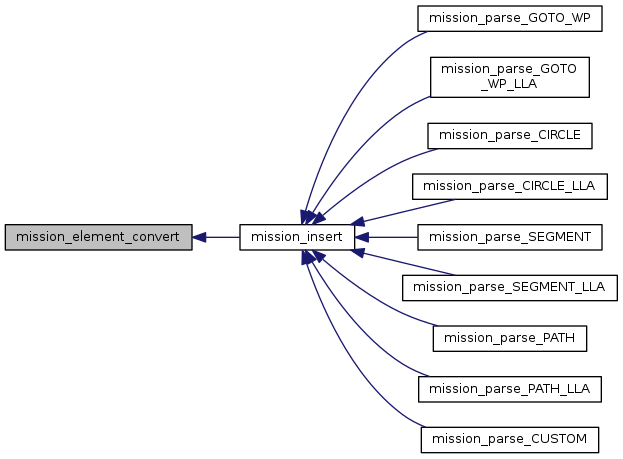 mission_parse_GOTO_WP
mission_parse_GOTO
_WP_LLA
mission_parse_CIRCLE
mission_parse_CIRCLE_LLA
mission_element_convert
mission_insert
mission_parse_SEGMENT
mission_parse_SEGMENT_LLA
mission_parse_PATH
mission_parse_PATH_LLA
mission_parse_CUSTOM